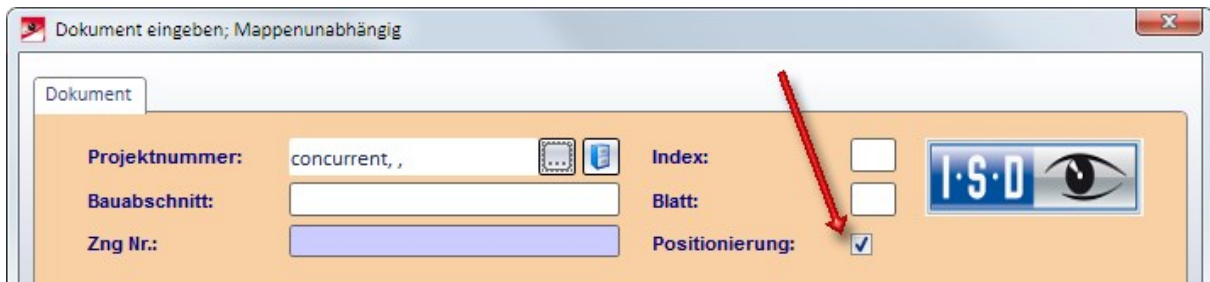 Dokument eingeben; Mappenunabhängig
Dokument
Projektnummer: concurrent, , ... Index:
I·S·D
Bauabschnitt: Blatt:
Zng Nr.: Positionierung: